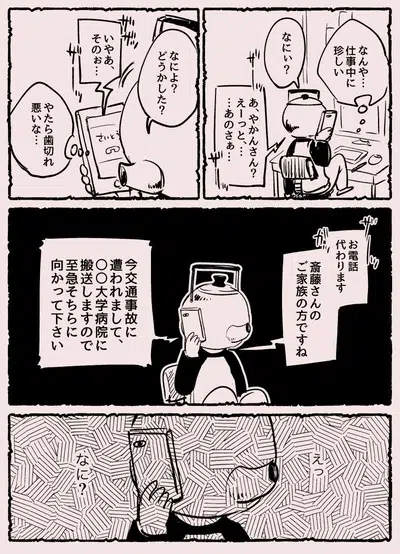 なんや…
仕事中に
珍しい
なにぃ?
あ、やかんさん?
えーっと、…
…あのさぁ…
なによ?
どうかした?
いやあ、
そのぉ…
さいとう
やたら歯切れ
悪いな…
お電話
代わります
斎藤さんの
ご家族の方ですね
今交通事故に
遭われまして、
〇〇大学病院に
搬送しますので
至急そちらに
向かって下さい
えっ
なに?